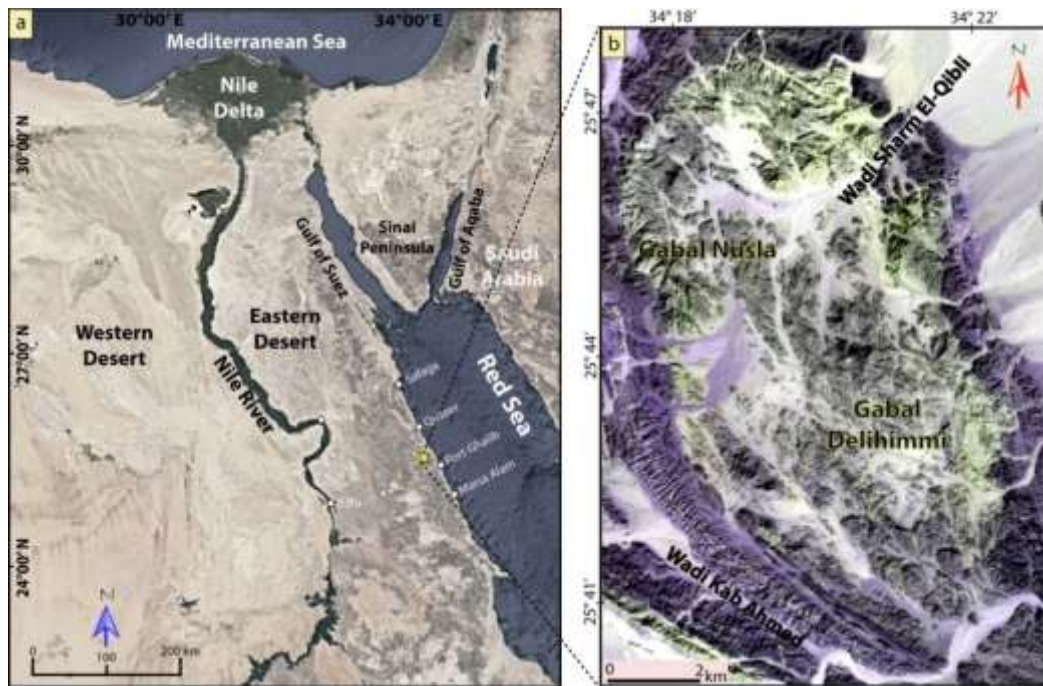 a
30°00' E
34°00' E
Mediterranean Sea
Nile
Delta
30°00' N
27°00' N
24°00' N
Sinai
Peninsula
Gulf of Suez
Gulf of Aqaba
Saudi
Arabia
Western
Desert
Eastern
Desert
Nile River
Red Sea
Safaga
Quseir
Port Ghalib
Marsa Alam
Z
0
100
200 km
b
34° 18'
34° 22'
25° 47'
25° 44'
25° 41'
Z
Wadi Sharm El-Qibli
Gabal Nusla
Gabal
Delihimmi
Wadi Kab Ahmed
0
2
km